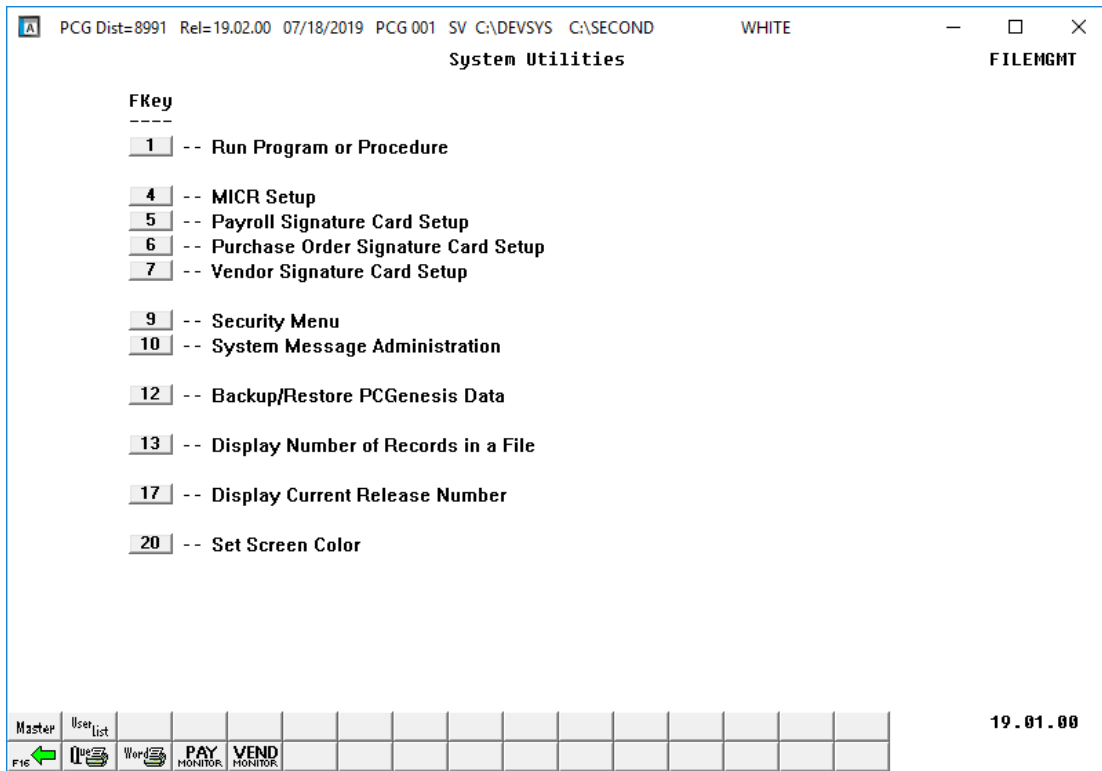 A PCG Dist=8991 Rel=19.02.00 07/18/2019 PCG 001 SV C:\DEVSYS C:\SECOND WHITE
System Utilities FILEMGMT
FKey
----
1 -- Run Program or Procedure
4 -- MICR Setup
5 -- Payroll Signature Card Setup
6 -- Purchase Order Signature Card Setup
7 -- Vendor Signature Card Setup
9 -- Security Menu
10 -- System Message Administration
12 -- Backup/Restore PCGenesis Data
13 -- Display Number of Records in a File
17 -- Display Current Release Number
20 -- Set Screen Color
Master User List 19.01.00
F16 Que Word PAY MONITOR VEND MONITOR